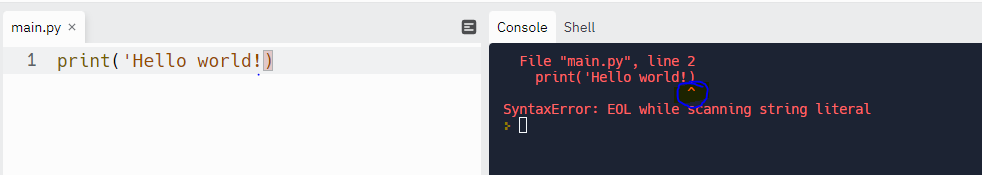 main.py ×
Console Shell
1 print('Hello world!)
File "main.py", line 2
print('Hello world!)
^
SyntaxError: EOL while scanning string literal